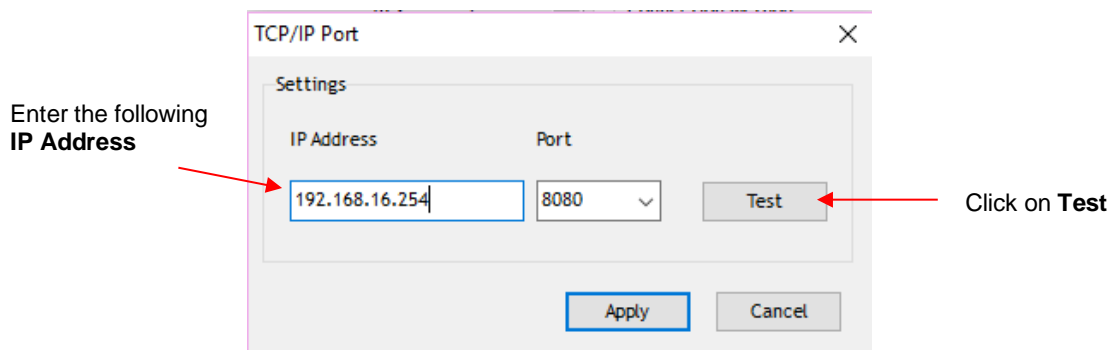 TCP/IP Port
Settings
Enter the following
IP Address
IP Address Port
192.168.16.254 8080 Test
Click on Test
Apply Cancel